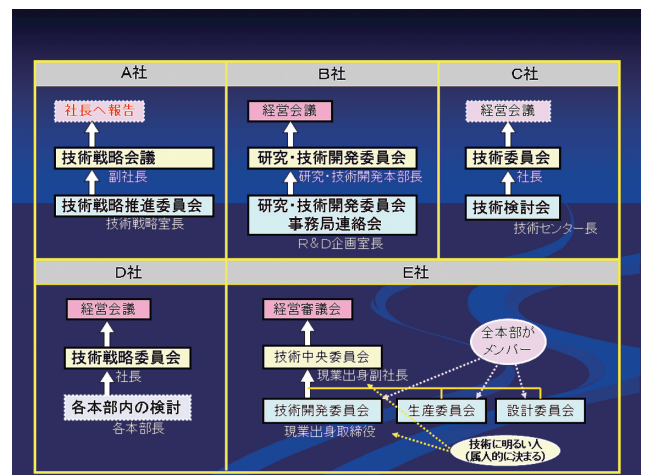 A社
社長へ報告
技術戦略会議
副社長
技術戦略推進委員会
技術戦略室長
B社
経営会議
研究・技術開発委員会
研究・技術開発本部長
研究・技術開発委員会
事務局連絡会
R&D企画室長
C社
経営会議
技術委員会
社長
技術検討会
技術センター長
D社
経営会議
技術戦略委員会
社長
各本部内の検討
各本部長
E社
経営審議会
技術中央委員会
現業出身副社長
全本部が
メンバー
技術開発委員会
生産委員会
設計委員会
現業出身取締役
技術に明るい人
(属人的に決まる)